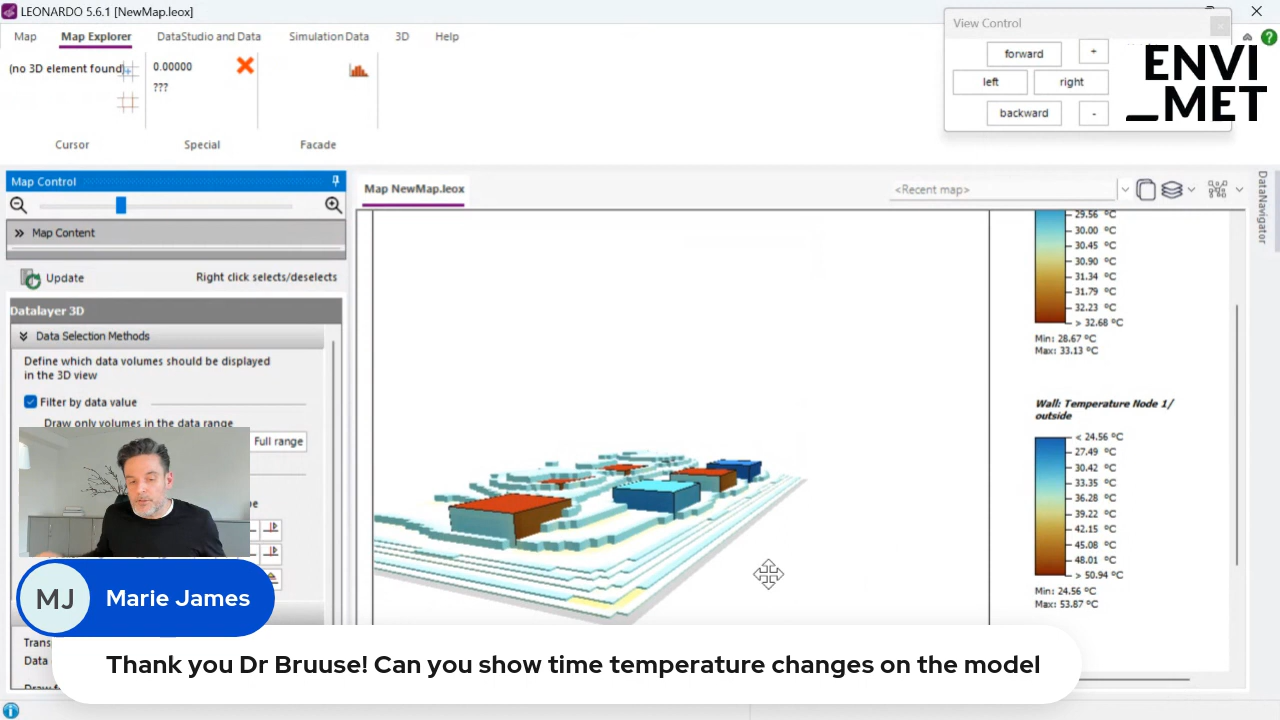 LEONARDO 5.6.1 [NewMap.leox]
Map
Map Explorer
DataStudio and Data
Simulation Data
3D
Help
View Control
forward
+
left
right
backward
-
ENVI
_MET
(no 3D element found)
0.00000
???
Cursor
Special
Facade
Map Control
Map Content
Update
Right click selects/deselects
Datalayer 3D
Data Selection Methods
Define which data volumes should be displayed
in the 3D view
Filter by data value
Draw only volumes in the data range
Full range
Map NewMap.leox
<Recent map>
DataNavigator
29.56 °C
30.00 °C
30.45 °C
30.90 °C
31.34 °C
31.79 °C
32.23 °C
> 32.68 °C
Min: 28.67 °C
Max: 33.13 °C
Wall: Temperature Node 1/
outside
< 24.56 °C
27.49 °C
30.42 °C
33.35 °C
36.28 °C
39.22 °C
42.15 °C
45.08 °C
48.01 °C
> 50.94 °C
Min: 24.56 °C
Max: 53.87 °C
MJ
Marie James
Trans
Data
Thank you Dr Bruuse! Can you show time temperature changes on the model